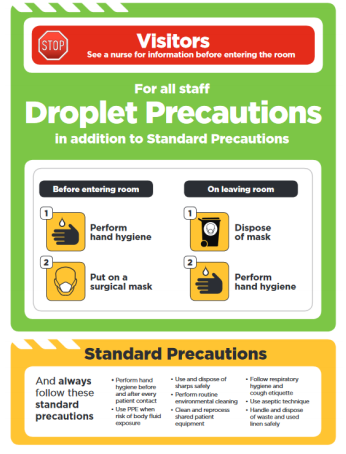 STOP
Visitors
See a nurse for information before entering the room
For all staff
Droplet Precautions
in addition to Standard Precautions
Before entering room
1
Perform
hand hygiene
2
Put on a
surgical mask
On leaving room
1
Dispose
of mask
2
Perform
hand hygiene
Standard Precautions
And always
follow these
standard
precautions
• Perform hand
hygiene before
and after every
patient contact
• Use PPE when
risk of body fluid
exposure
• Use and dispose of
sharps safely
• Perform routine
environmental cleaning
• Clean and reprocess
shared patient
equipment
• Follow respiratory
hygiene and
cough etiquette
• Use aseptic technique
• Handle and dispose
of waste and used
linen safely